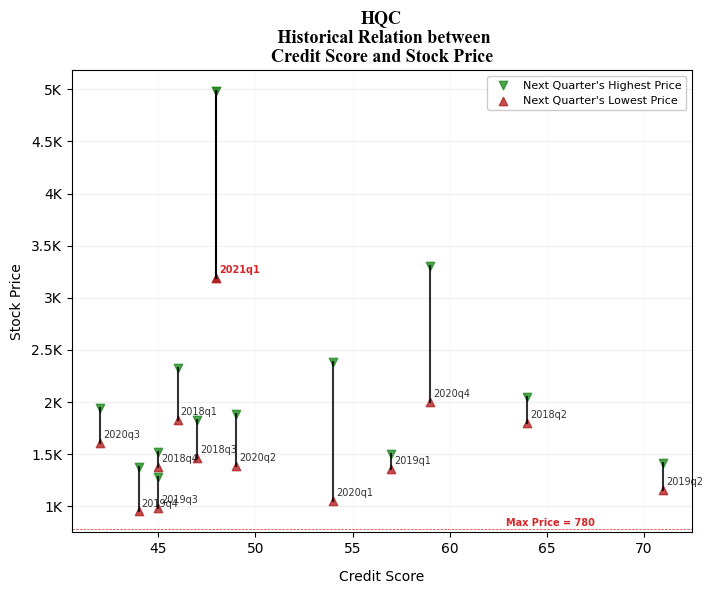 HQC
Historical Relation between
Credit Score and Stock Price
Next Quarter's Highest Price
Next Quarter's Lowest Price
5K
4.5K
4K
3.5K
3K
2.5K
2K
1.5K
1K
Stock Price
2021q1
2020q4
2018q1
2018q2
2020q3
2018q3
2018q4
2020q2
2019q1
2019q2
2020q1
2019q3
2019q4
Max Price = 780
45
50
55
60
65
70
Credit Score